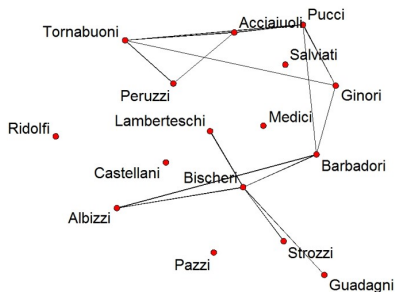 Pucci
Acciaiuoli
Tornabuoni
Salviati
Peruzzi
Ginori
Lamberteschi
Medici
Ridolfi
Barbadori
Castellani
Bischeri
Albizzi
Strozzi
Pazzi
Guadagni